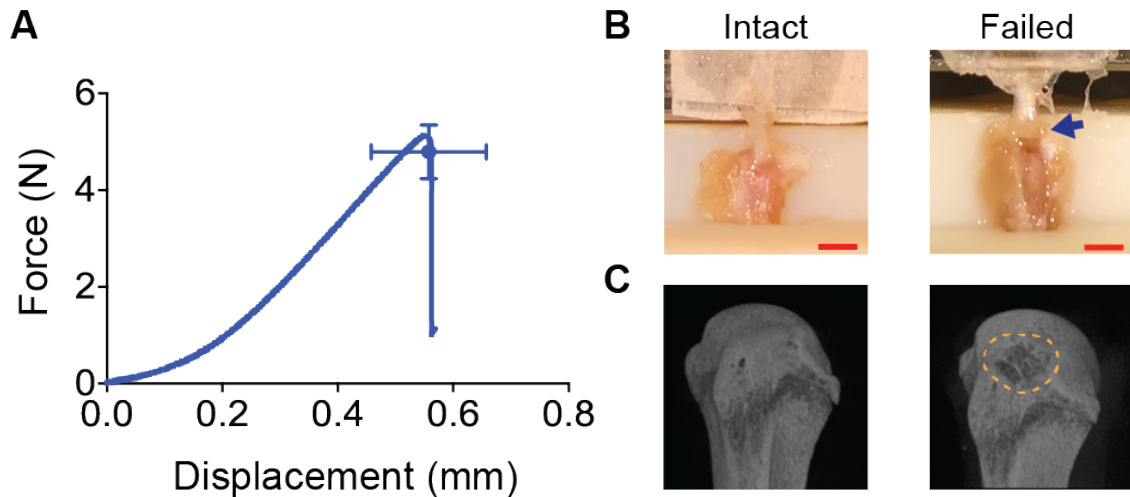 A
6
4
2
0
0.0 0.2 0.4 0.6 0.8
Force (N)
Displacement (mm)
B
Intact Failed
C